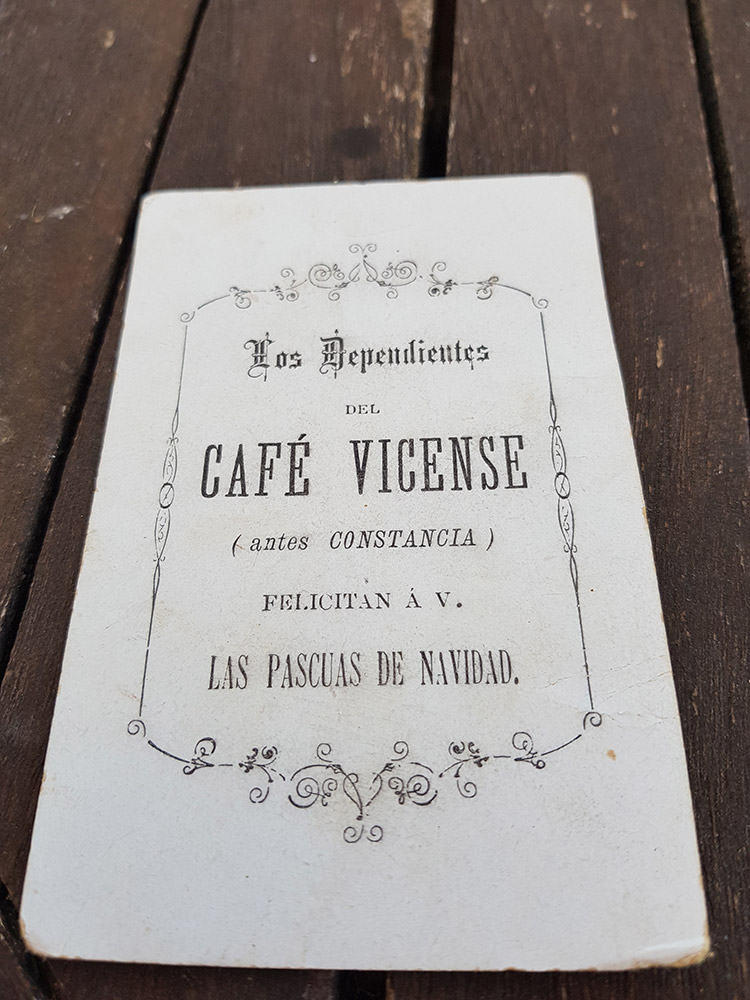 Los Dependientes
DEL
CAFÉ VICENSE
(antes CONSTANCIA)
FELICITAN Á V.
LAS PASCUAS DE NAVIDAD.